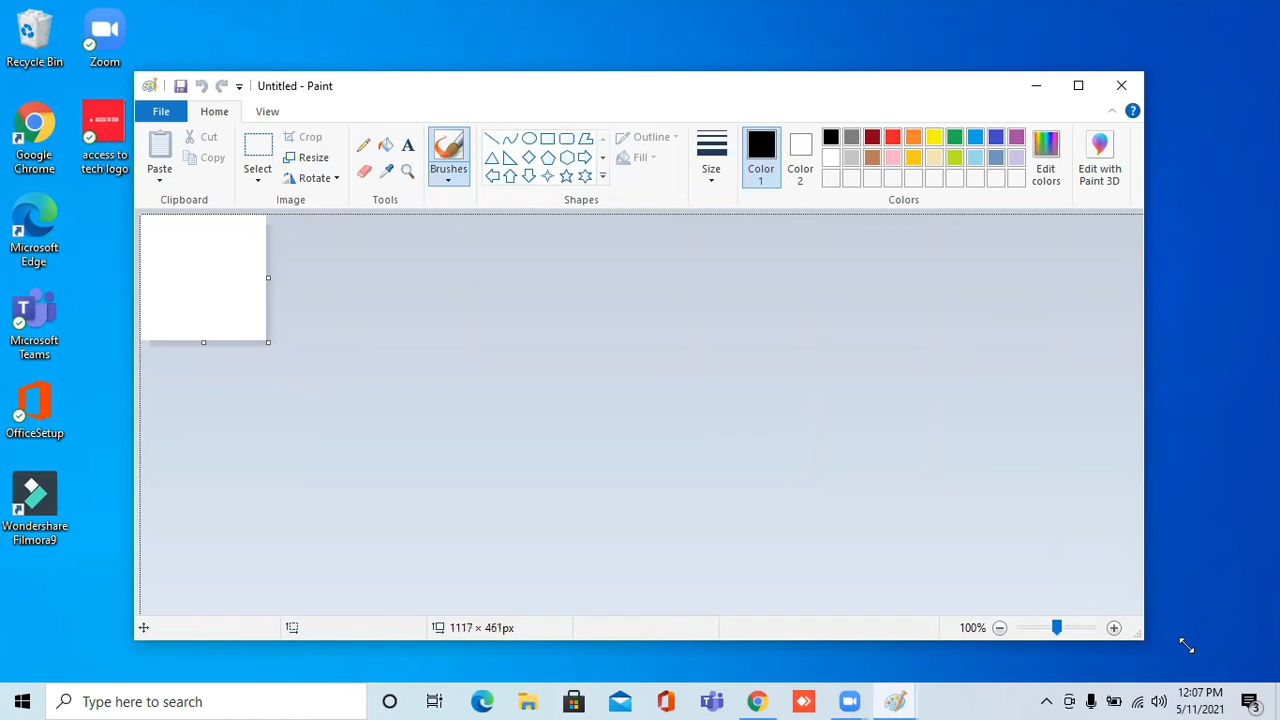 Recycle Bin
Zoom
Google
Chrome
access to
tech logo
Microsoft
Edge
Microsoft
Teams
OfficeSetup
Wondershare
Filmora9
Untitled - Paint
File
Home
View
Paste
Cut
Copy
Clipboard
Select
Crop
Resize
Rotate
Image
A
Tools
Brushes
Outline
Fill
Shapes
Size
Color
1
Color
2
Edit
colors
Colors
Edit with
Paint 3D
1117 × 461px
100%
Type here to search
12:07 PM
5/11/2021
3